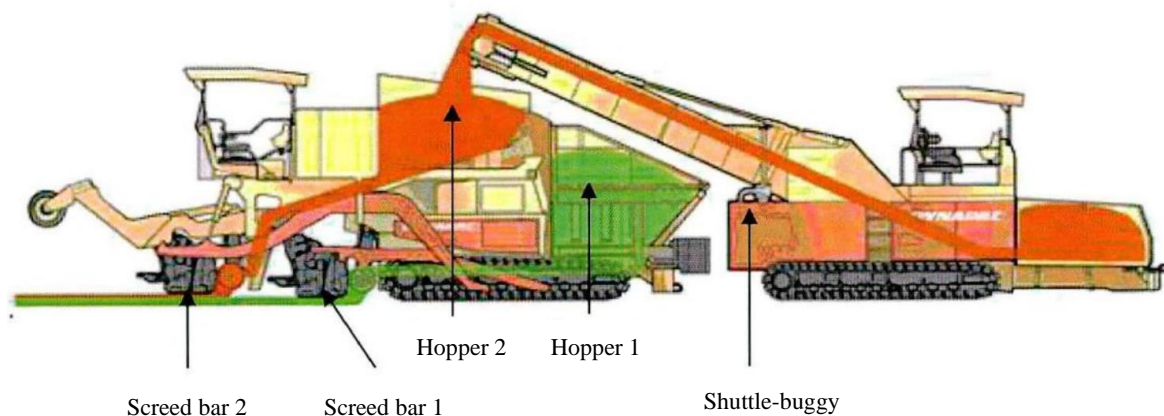 DYNAPAC
Hopper 2
Hopper 1
Screed bar 2
Screed bar 1
Shuttle-buggy